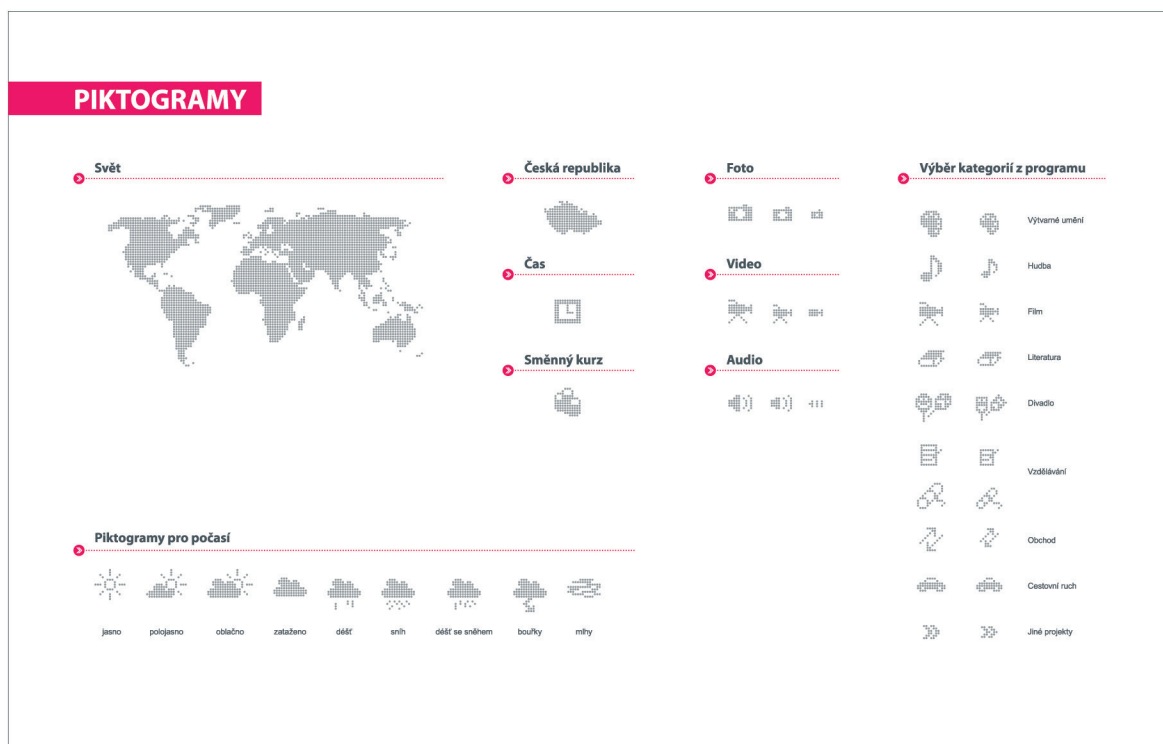 PIKTOGRAMY
Svět
Česká republika
Čas
Směnný kurz
Foto
Video
Audio
Výběr kategorií z programu
Výtvarné umění
Hudba
Film
Literatura
Divadlo
Vzdělávání
Obchod
Cestovní ruch
Jiné projekty
Piktogramy pro počasí
jasno polojasno oblačno zataženo déšť sníh déšť se sněhem bouřky mlhy